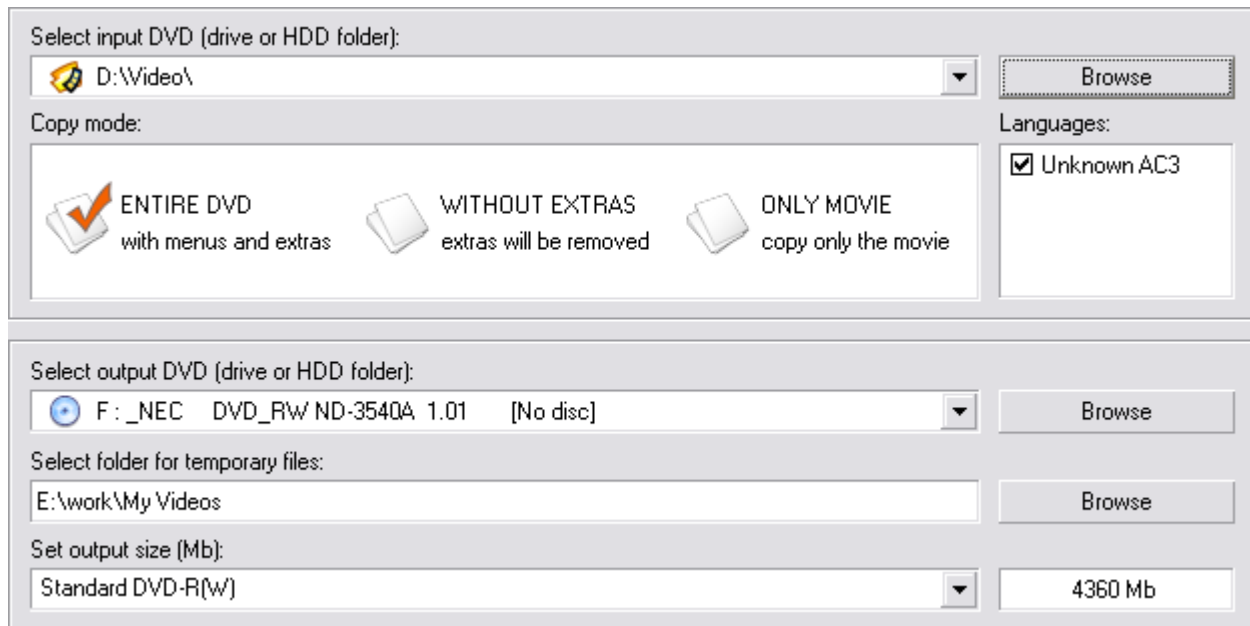 Select input DVD (drive or HDD folder):
D:\Video\
Browse
Copy mode:
Languages:
ENTIRE DVD
with menus and extras
WITHOUT EXTRAS
extras will be removed
ONLY MOVIE
copy only the movie
Unknown AC3
Select output DVD (drive or HDD folder):
F : _NEC DVD_RW ND-3540A 1.01 [No disc]
Browse
Select folder for temporary files:
E:\work\My Videos
Browse
Set output size (Mb):
Standard DVD-R(W)
4360 Mb